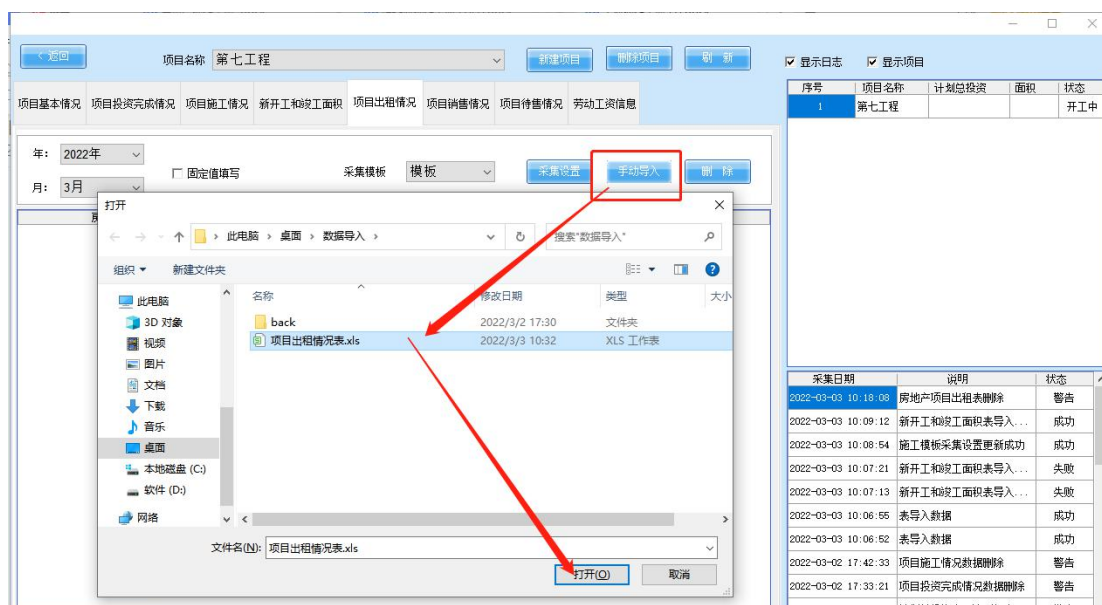 < 返回
项目名称 第七工程
新建项目 删除项目 刷 新
显示日志 显示项目
项目基本情况 项目投资完成情况 项目施工情况 新开工和竣工面积 项目出租情况 项目销售情况 项目待售情况 劳动工资信息
序号 项目名称 计划总投资 面积 状态
1 第七工程 开工中
年: 2022年
月: 3月
固定值填写
采集模板 模板
采集设置 手动导入 删 除
打开
此电脑 › 桌面 › 数据导入 ›
搜索"数据导入"
组织 新建文件夹
此电脑
3D 对象
视频
图片
文档
下载
音乐
桌面
本地磁盘 (C:)
软件 (D:)
网络
名称 修改日期 类型 大小
back 2022/3/2 17:30 文件夹
项目出租情况表.xls 2022/3/3 10:32 XLS 工作表
文件名(N): 项目出租情况表.xls
打开(O) 取消
采集日期 说明 状态
2022-03-03 10:18:08 房地产项目出租表删除 警告
2022-03-03 10:09:12 新开工和竣工面积表导入... 成功
2022-03-03 10:08:54 施工模板采集设置更新成功 成功
2022-03-03 10:07:21 新开工和竣工面积表导入... 失败
2022-03-03 10:07:13 新开工和竣工面积表导入... 失败
2022-03-03 10:06:55 表导入数据 成功
2022-03-03 10:06:52 表导入数据 成功
2022-03-02 17:42:33 项目施工情况数据删除 警告
2022-03-02 17:33:21 项目投资完成情况数据删除 警告